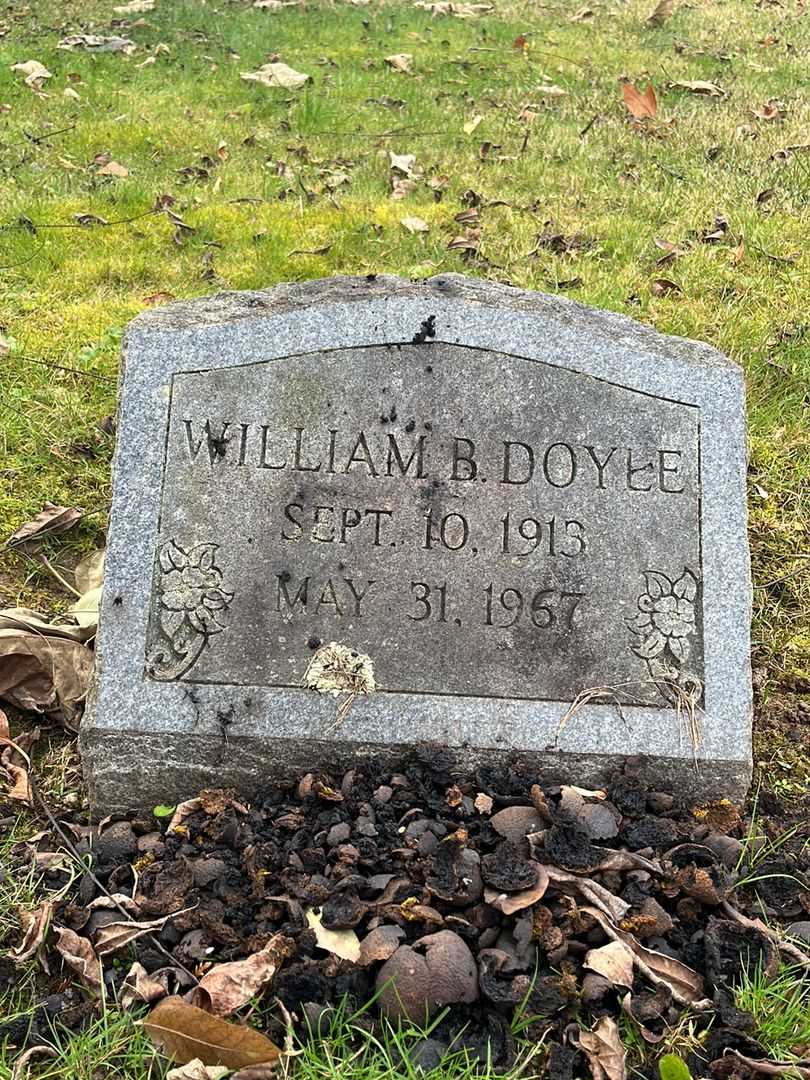 WILLIAM B. DOYLE
SEPT. 10, 1913
MAY 31, 1967